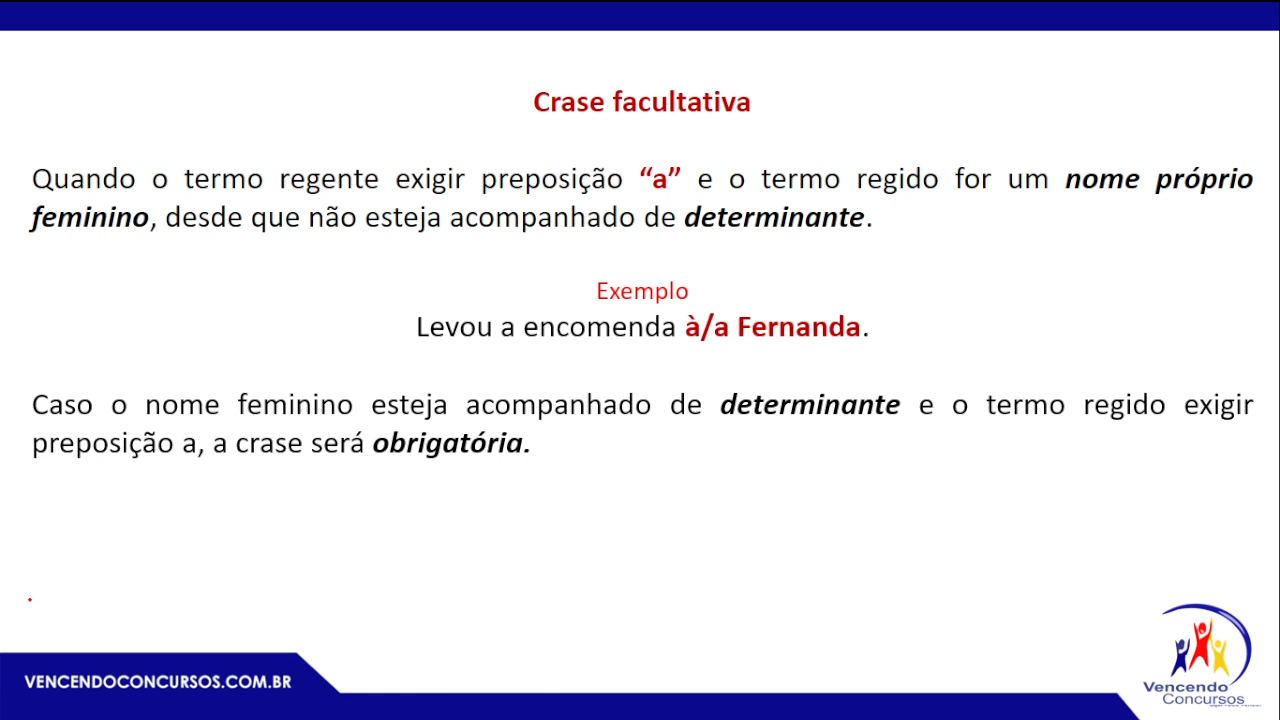 Crase facultativa
Quando o termo regente exigir preposição “a” e o termo regido for um nome próprio
feminino, desde que não esteja acompanhado de determinante.
Exemplo
Levou a encomenda à/a Fernanda.
Caso o nome feminino esteja acompanhado de determinante e o termo regido exigir
preposição a, a crase será obrigatória.
VENCENDOCONCURSOS.COM.BR
Vencendo
Concursos